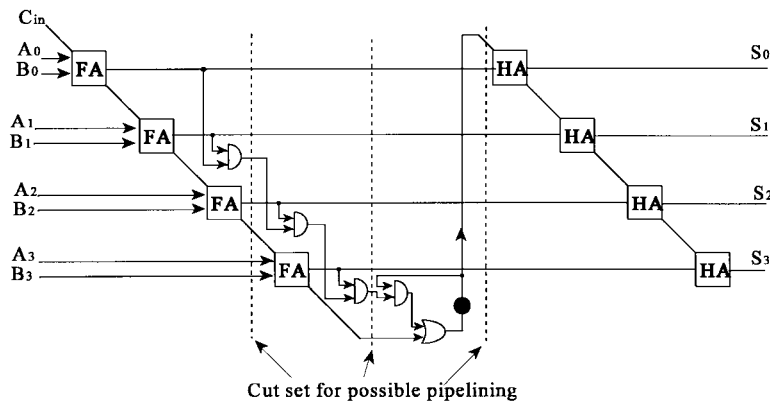 Cin
A0
B0
FA
HA
S0
A1
B1
FA
HA
S1
A2
B2
FA
HA
S2
A3
B3
FA
HA
S3
Cut set for possible pipelining